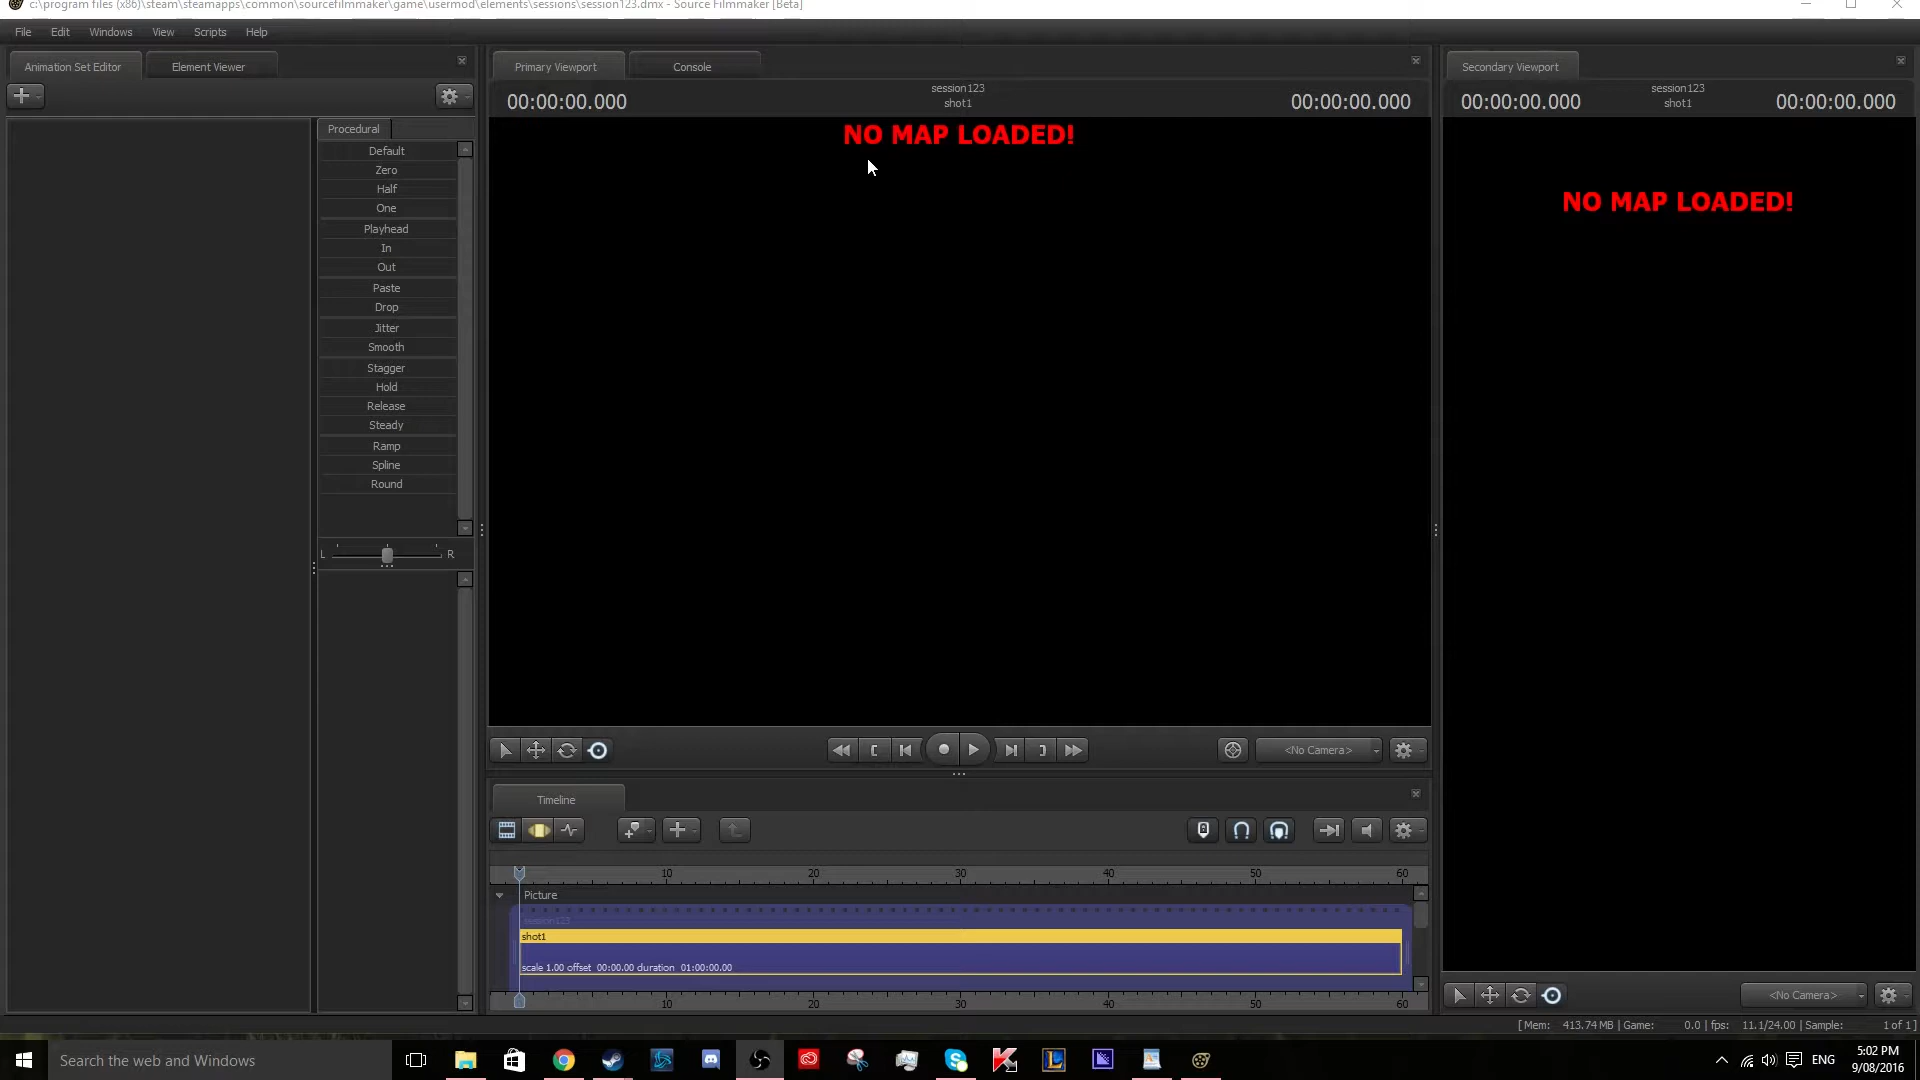 c:\program files (x86)\steam\steamapps\common\sourcefilmmaker\game\usermod\elements\sessions\session123.dmx - Source Filmmaker [Beta]
File Edit Windows View Scripts Help
Animation Set Editor Element Viewer
Primary Viewport Console
Secondary Viewport
00:00:00.000 session123 00:00:00.000
shot1
00:00:00.000 session123 00:00:00.000
shot1
NO MAP LOADED!
NO MAP LOADED!
Procedural
Default
Zero
Half
One
Playhead
In
Out
Paste
Drop
Jitter
Smooth
Stagger
Hold
Release
Steady
Ramp
Spline
Round
L R
<No Camera>
Timeline
10 20 30 40 50 60
Picture
session123
shot1
scale 1.00 offset 00:00.00 duration 01:00:00.00
10 20 30 40 50 60
<No Camera>
[ Mem: 413.74 MB | Game: 0.0 | fps: 11.1/24.00 | Sample: 1 of 1 ]
Search the web and Windows
ENG
5:02 PM
9/08/2016